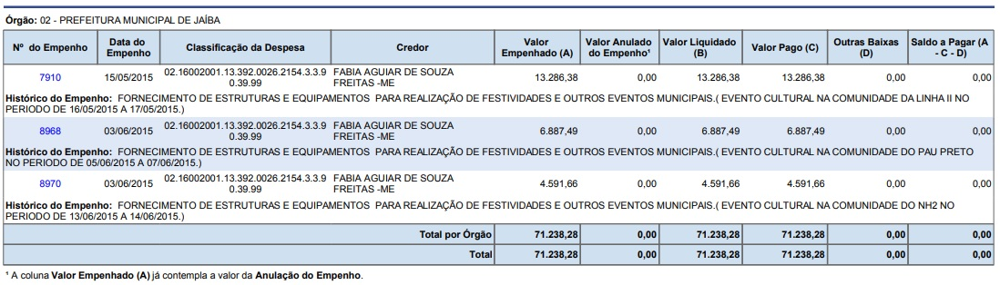 Órgão: 02 - PREFEITURA MUNICIPAL DE JAÍBA
Nº do Empenho Data do Empenho Classificação da Despesa Credor Valor Empenhado (A) Valor Anulado do Empenho¹ Valor Liquidado (B) Valor Pago (C) Outras Baixas (D) Saldo a Pagar (A - C - D)
7910 15/05/2015 02.16002001.13.392.0026.2154.3.3.9 0.39.99 FABIA AGUIAR DE SOUZA FREITAS -ME 13.286,38 0,00 13.286,38 13.286,38 0,00 0,00
Histórico do Empenho: FORNECIMENTO DE ESTRUTURAS E EQUIPAMENTOS PARA REALIZAÇÃO DE FESTIVIDADES E OUTROS EVENTOS MUNICIPAIS.( EVENTO CULTURAL NA COMUNIDADE DA LINHA II NO
PERIODO DE 16/05/2015 A 17/05/2015.)
8968 03/06/2015 02.16002001.13.392.0026.2154.3.3.9 0.39.99 FABIA AGUIAR DE SOUZA FREITAS -ME 6.887,49 0,00 6.887,49 6.887,49 0,00 0,00
Histórico do Empenho: FORNECIMENTO DE ESTRUTURAS E EQUIPAMENTOS PARA REALIZAÇÃO DE FESTIVIDADES E OUTROS EVENTOS MUNICIPAIS.( EVENTO CULTURAL NA COMUNIDADE DO PAU PRETO
NO PERIODO DE 05/06/2015 A 07/06/2015.)
8970 03/06/2015 02.16002001.13.392.0026.2154.3.3.9 0.39.99 FABIA AGUIAR DE SOUZA FREITAS -ME 4.591,66 0,00 4.591,66 4.591,66 0,00 0,00
Histórico do Empenho: FORNECIMENTO DE ESTRUTURAS E EQUIPAMENTOS PARA REALIZAÇÃO DE FESTIVIDADES E OUTROS EVENTOS MUNICIPAIS.( EVENTO CULTURAL NA COMUNIDADE DO NH2 NO
PERIODO DE 13/06/2015 A 14/06/2015.)
Total por Órgão 71.238,28 0,00 71.238,28 71.238,28 0,00 0,00
Total 71.238,28 0,00 71.238,28 71.238,28 0,00 0,00
¹ A coluna Valor Empenhado (A) já contempla a valor da Anulação do Empenho.